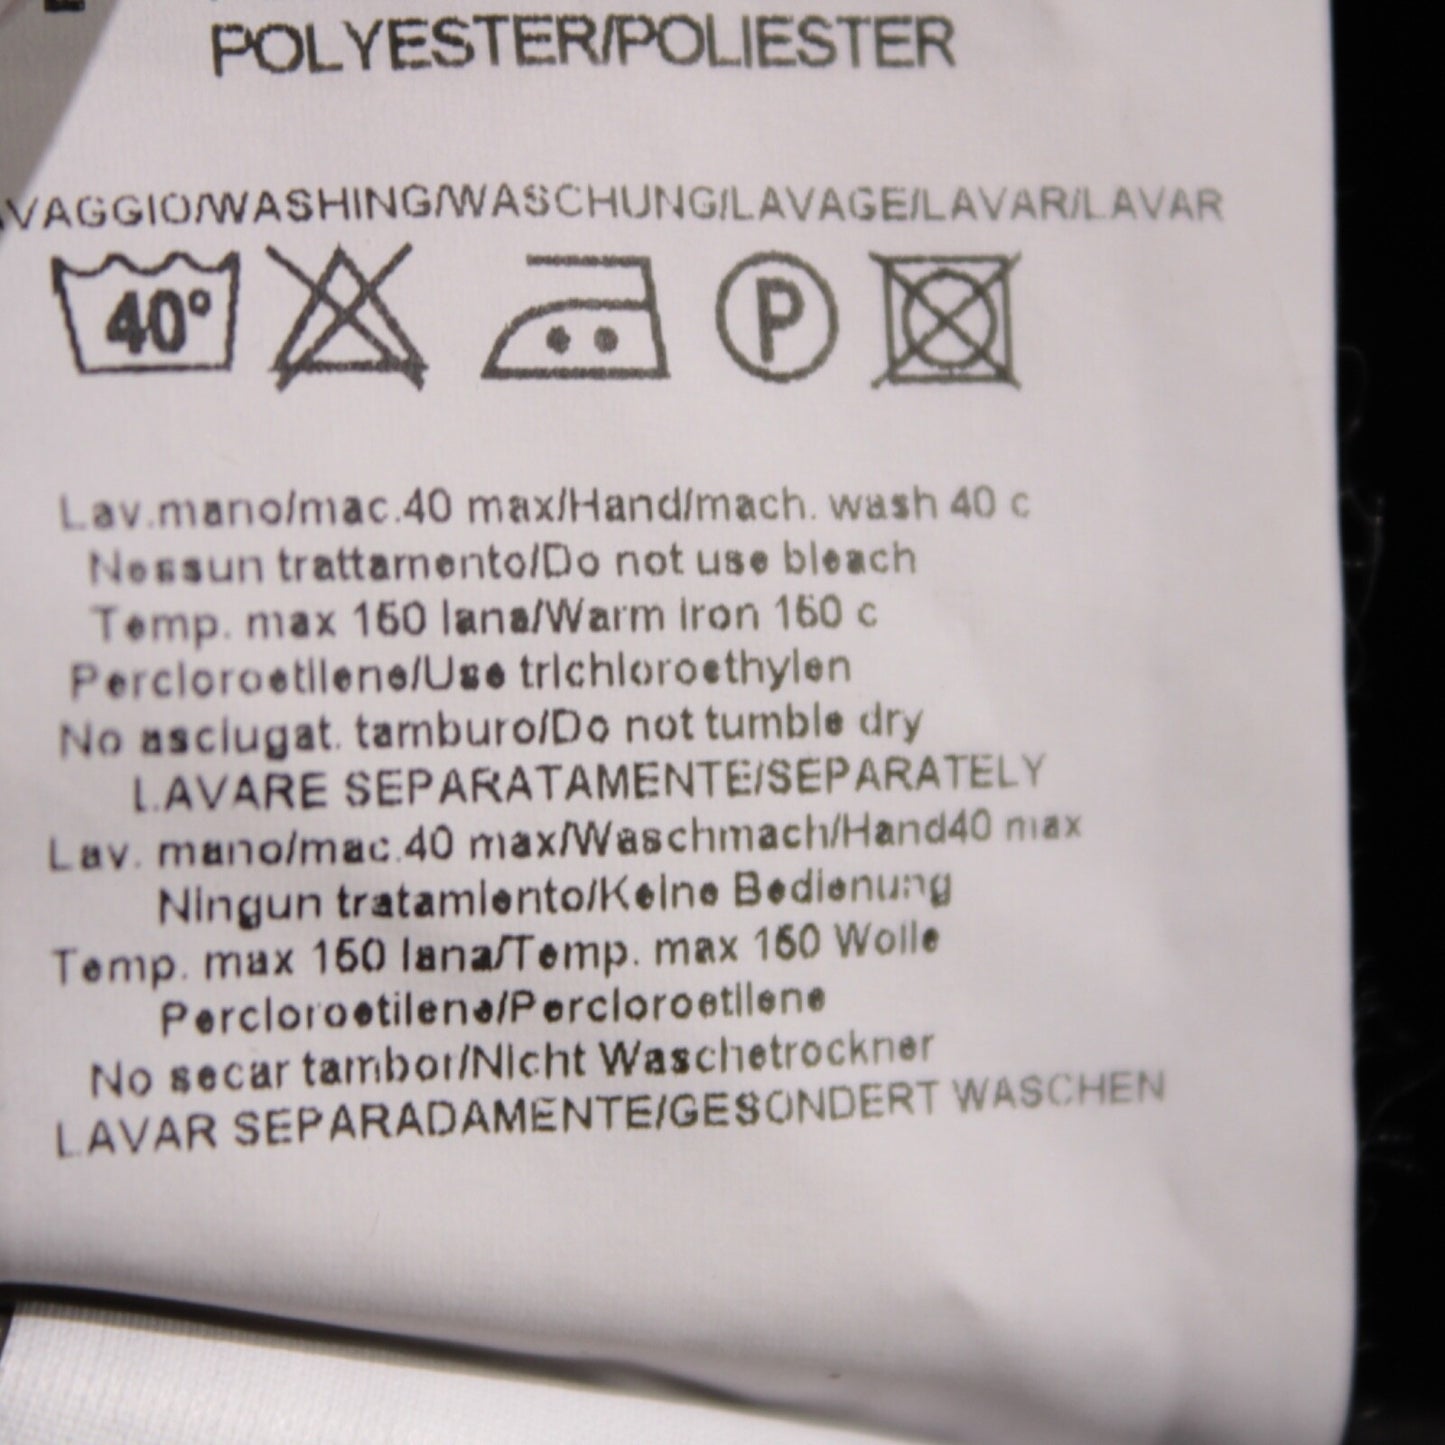 POLYESTER/POLIESTER
AVAGGIO/WASHING/WASCHUNG/LAVAGE/LAVAR/LAVAR
40°
P
Lav.mano/mac.40 max/Hand/mach. wash 40 c
Nessun trattamento/Do not use bleach
Temp. max 150 lana/Warm iron 150 c
Percloroetilene/Use trichloroethylen
No asciugat. tamburo/Do not tumble dry
LAVARE SEPARATAMENTE/SEPARATELY
Lav. mano/mac.40 max/Waschmach/Hand40 max
Ningun tratamiento/Keine Bedienung
Temp. max 150 lana/Temp. max 150 Wolle
Percloroetilene/Percloroetilene
No secar tambor/Nicht Waschetrockner
LAVAR SEPARADAMENTE/GESONDERT WASCHEN